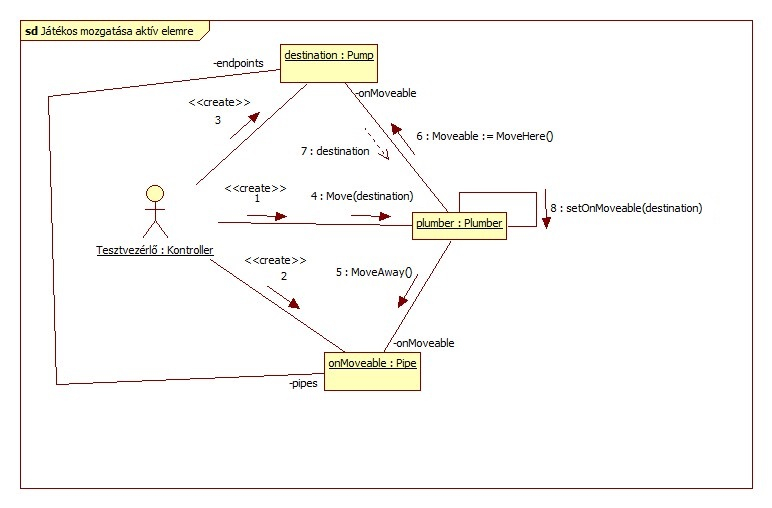 sd Játékos mozgatása aktív elemre
destination : Pump
-endpoints
-onMoveable
<<create>>
3
6 : Moveable := MoveHere()
7 : destination
<<create>>
1
4 : Move(destination)
8 : setOnMoveable(destination)
plumber : Plumber
Tesztvezérlő : Kontroller
<<create>>
2
5 : MoveAway()
-onMoveable
onMoveable : Pipe
-pipes